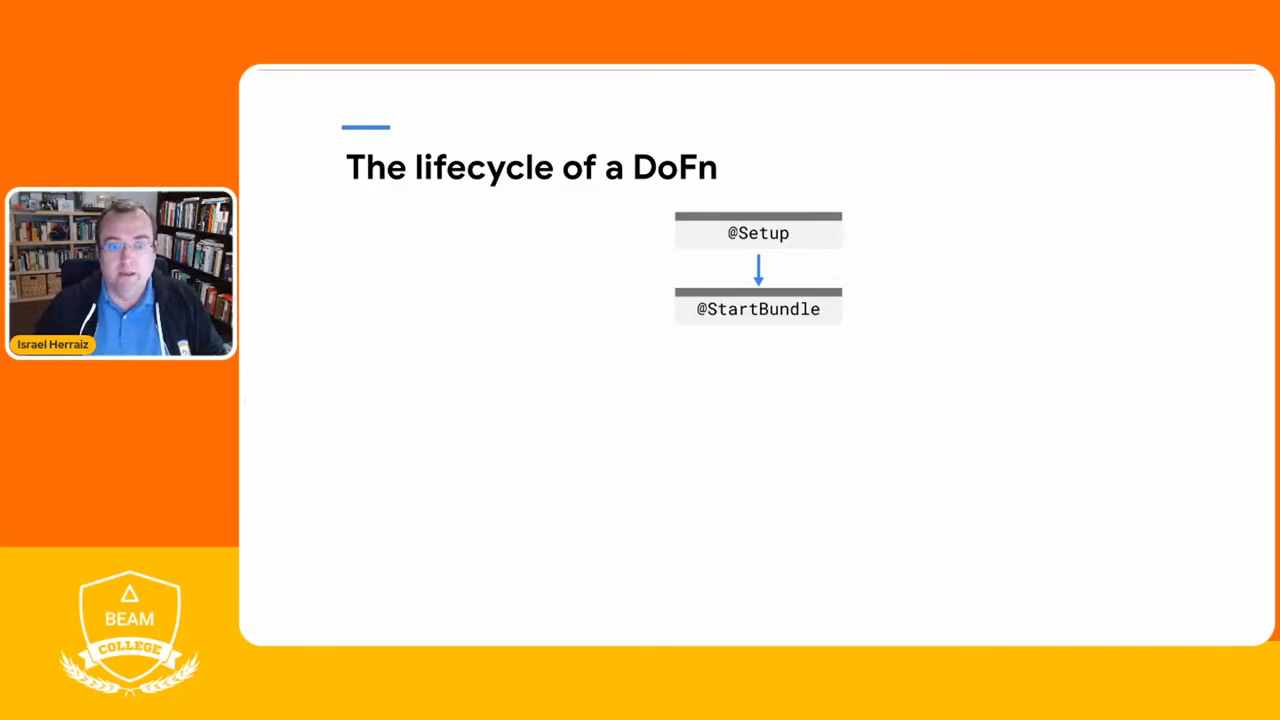 The lifecycle of a DoFn
@Setup
@StartBundle
Israel Herraiz
BEAM
COLLEGE